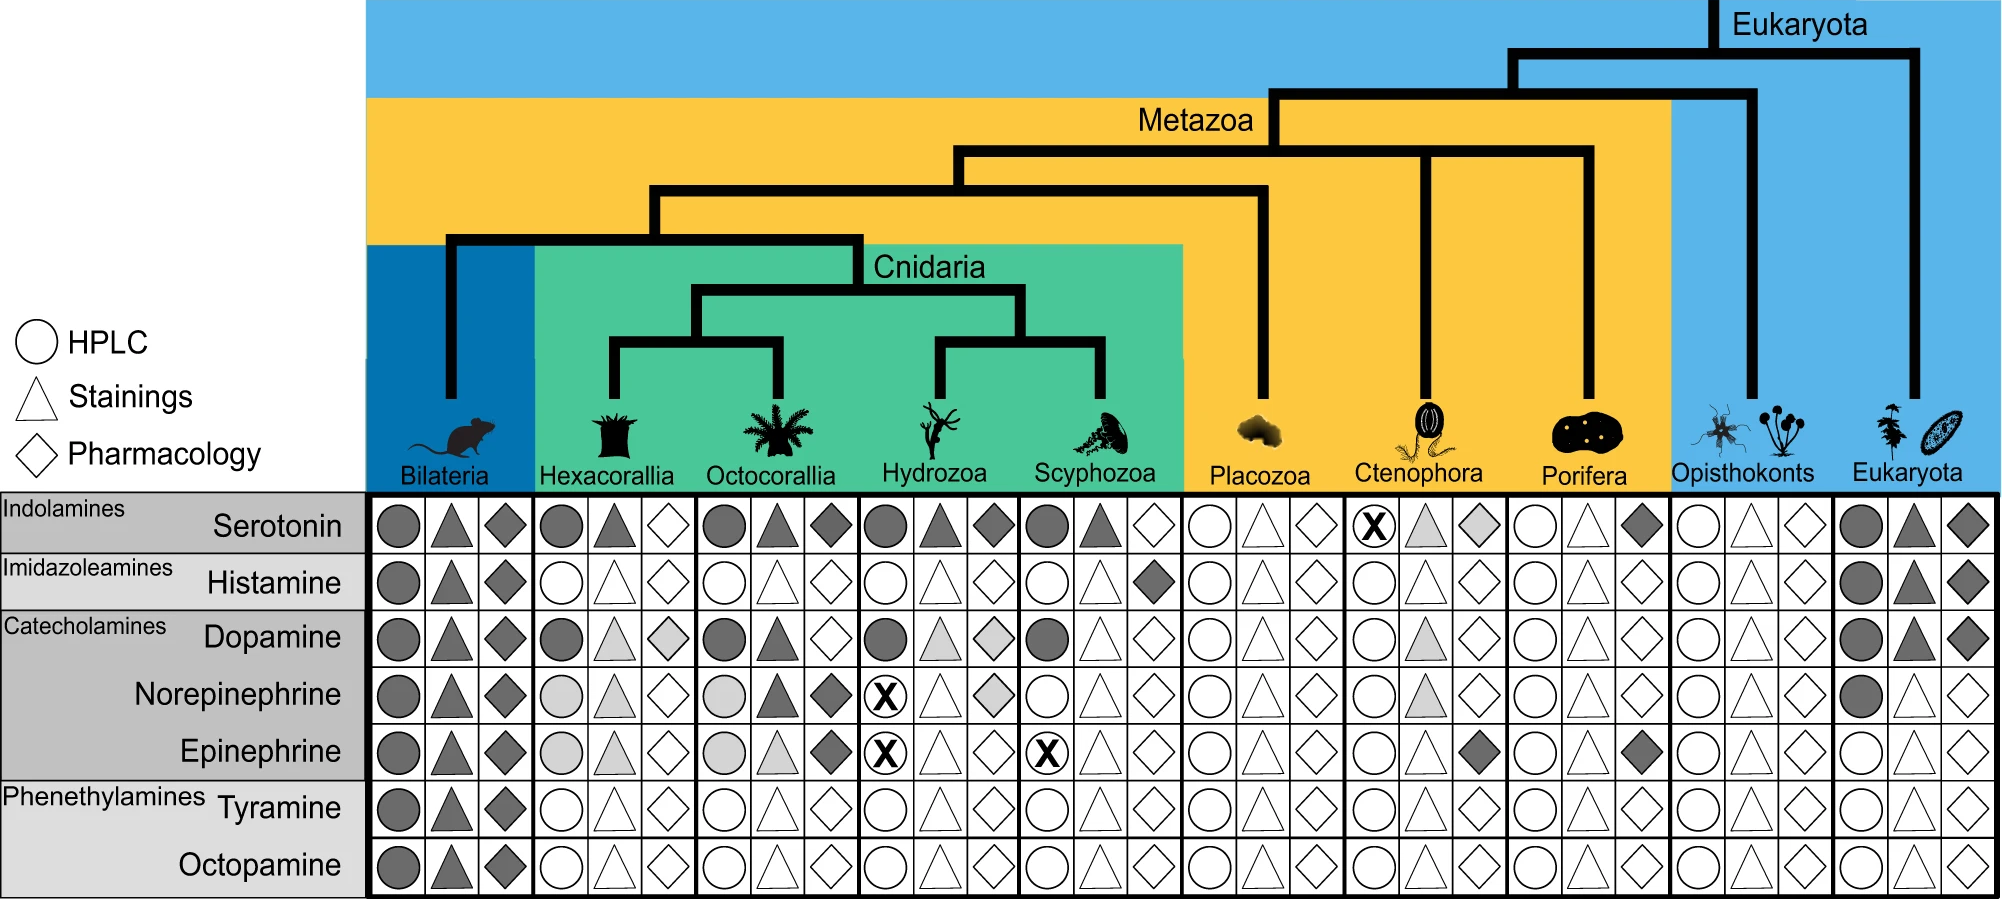 Eukaryota
Metazoa
Cnidaria
HPLC
Stainings
Pharmacology
Bilateria Hexacorallia Octocorallia Hydrozoa Scyphozoa Placozoa Ctenophora Porifera Opisthokonts Eukaryota
Indolamines
Serotonin X
Imidazoleamines
Histamine
Catecholamines
Dopamine
Norepinephrine X
Epinephrine X X
Phenethylamines
Tyramine
Octopamine